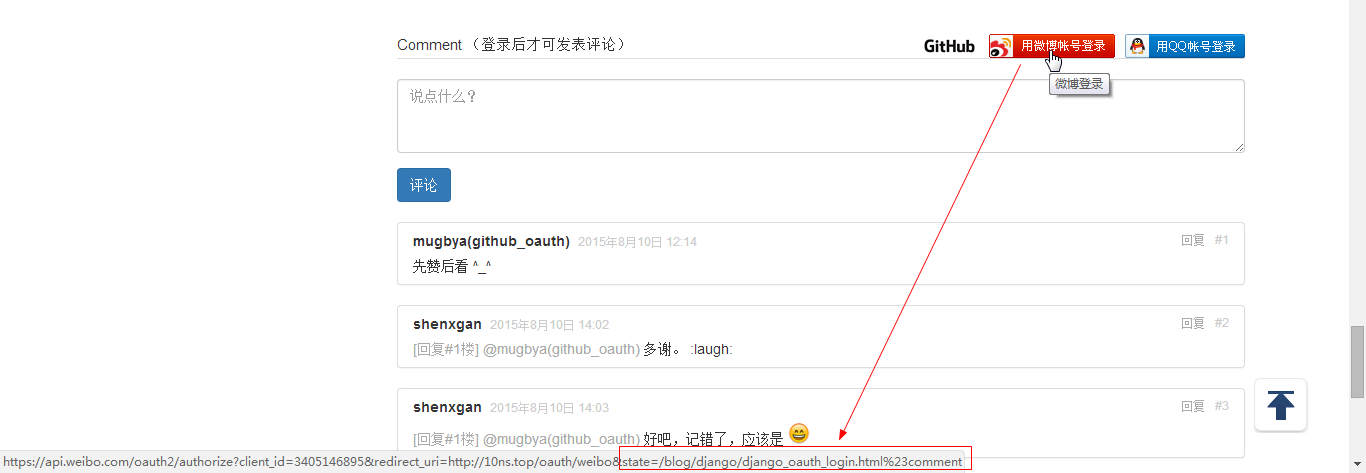 Comment （登录后才可发表评论）
GitHub 用微博帐号登录 用QQ帐号登录
微博登录
说点什么？
评论
mugbya(github_oauth) 2015年8月10日 12:14 回复 #1
先赞后看 ^_^
shenxgan 2015年8月10日 14:02 回复 #2
[回复#1楼] @mugbya(github_oauth) 多谢。 :laugh:
shenxgan 2015年8月10日 14:03 回复 #3
[回复#1楼] @mugbya(github_oauth) 好吧，记错了，应该是
https://api.weibo.com/oauth2/authorize?client_id=3405146895&redirect_uri=http://10ns.top/oauth/weibo&state=/blog/django/django_oauth_login.html%23comment